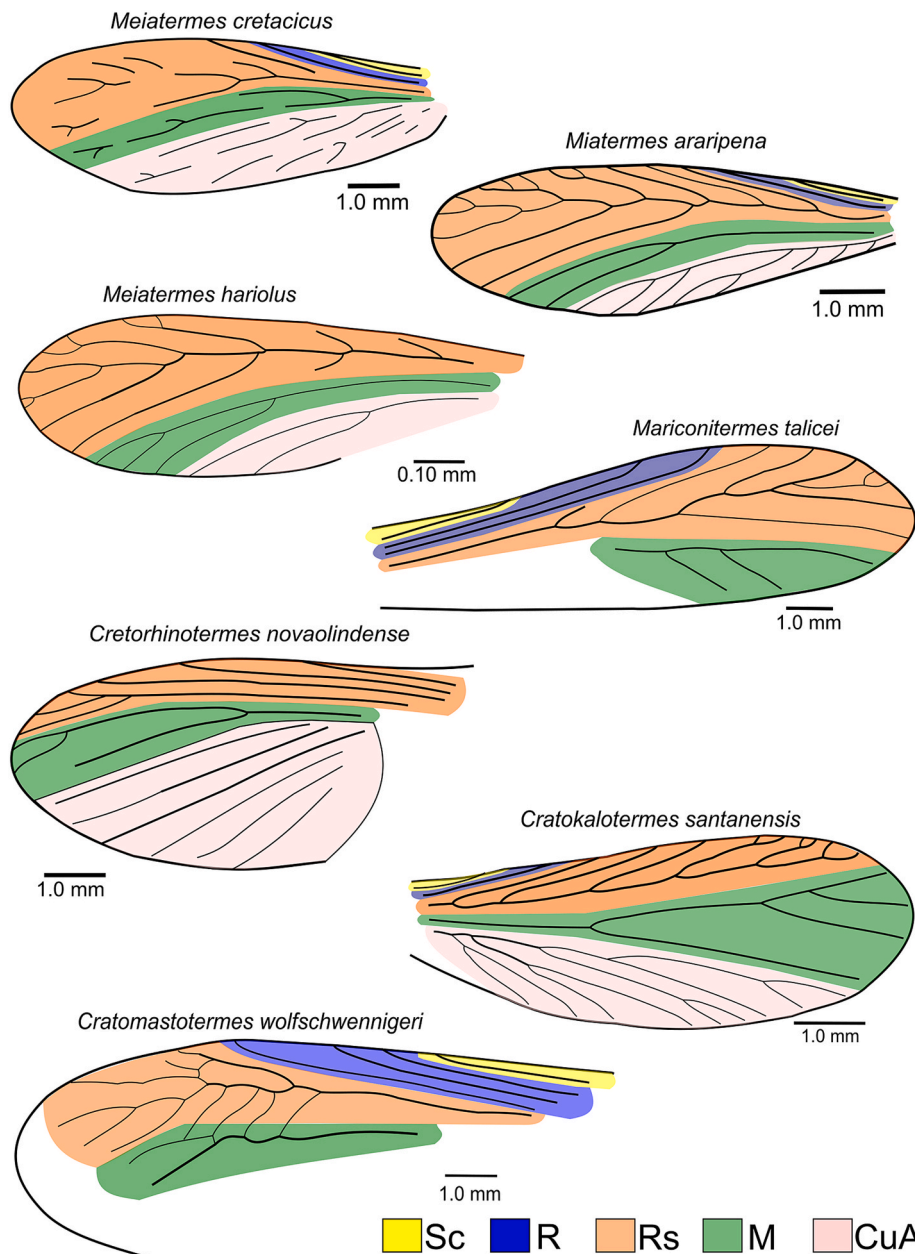 Meiatermes cretacicus
1.0 mm
Miatermes araripena
1.0 mm
Meiatermes hariolus
0.10 mm
Mariconitermes talicei
1.0 mm
Cretorhinotermes novaolindense
1.0 mm
Cratokalotermes santanensis
1.0 mm
Cratomastotermes wolfschwennigeri
1.0 mm
Sc R Rs M CuA